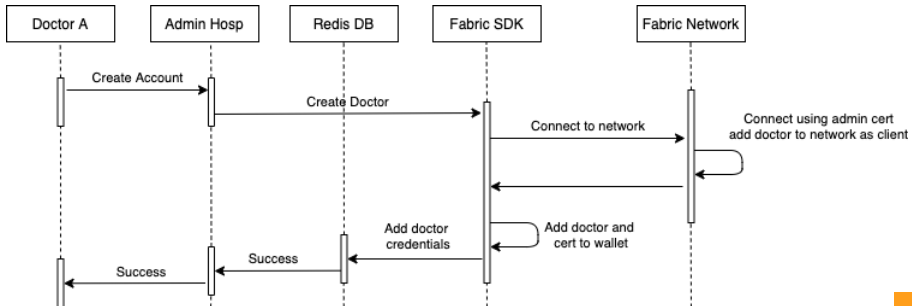 Doctor A
Admin Hosp
Redis DB
Fabric SDK
Fabric Network
Create Account
Create Doctor
Connect to network
Connect using admin cert
add doctor to network as client
Add doctor and
cert to wallet
Add doctor
credentials
Success
Success